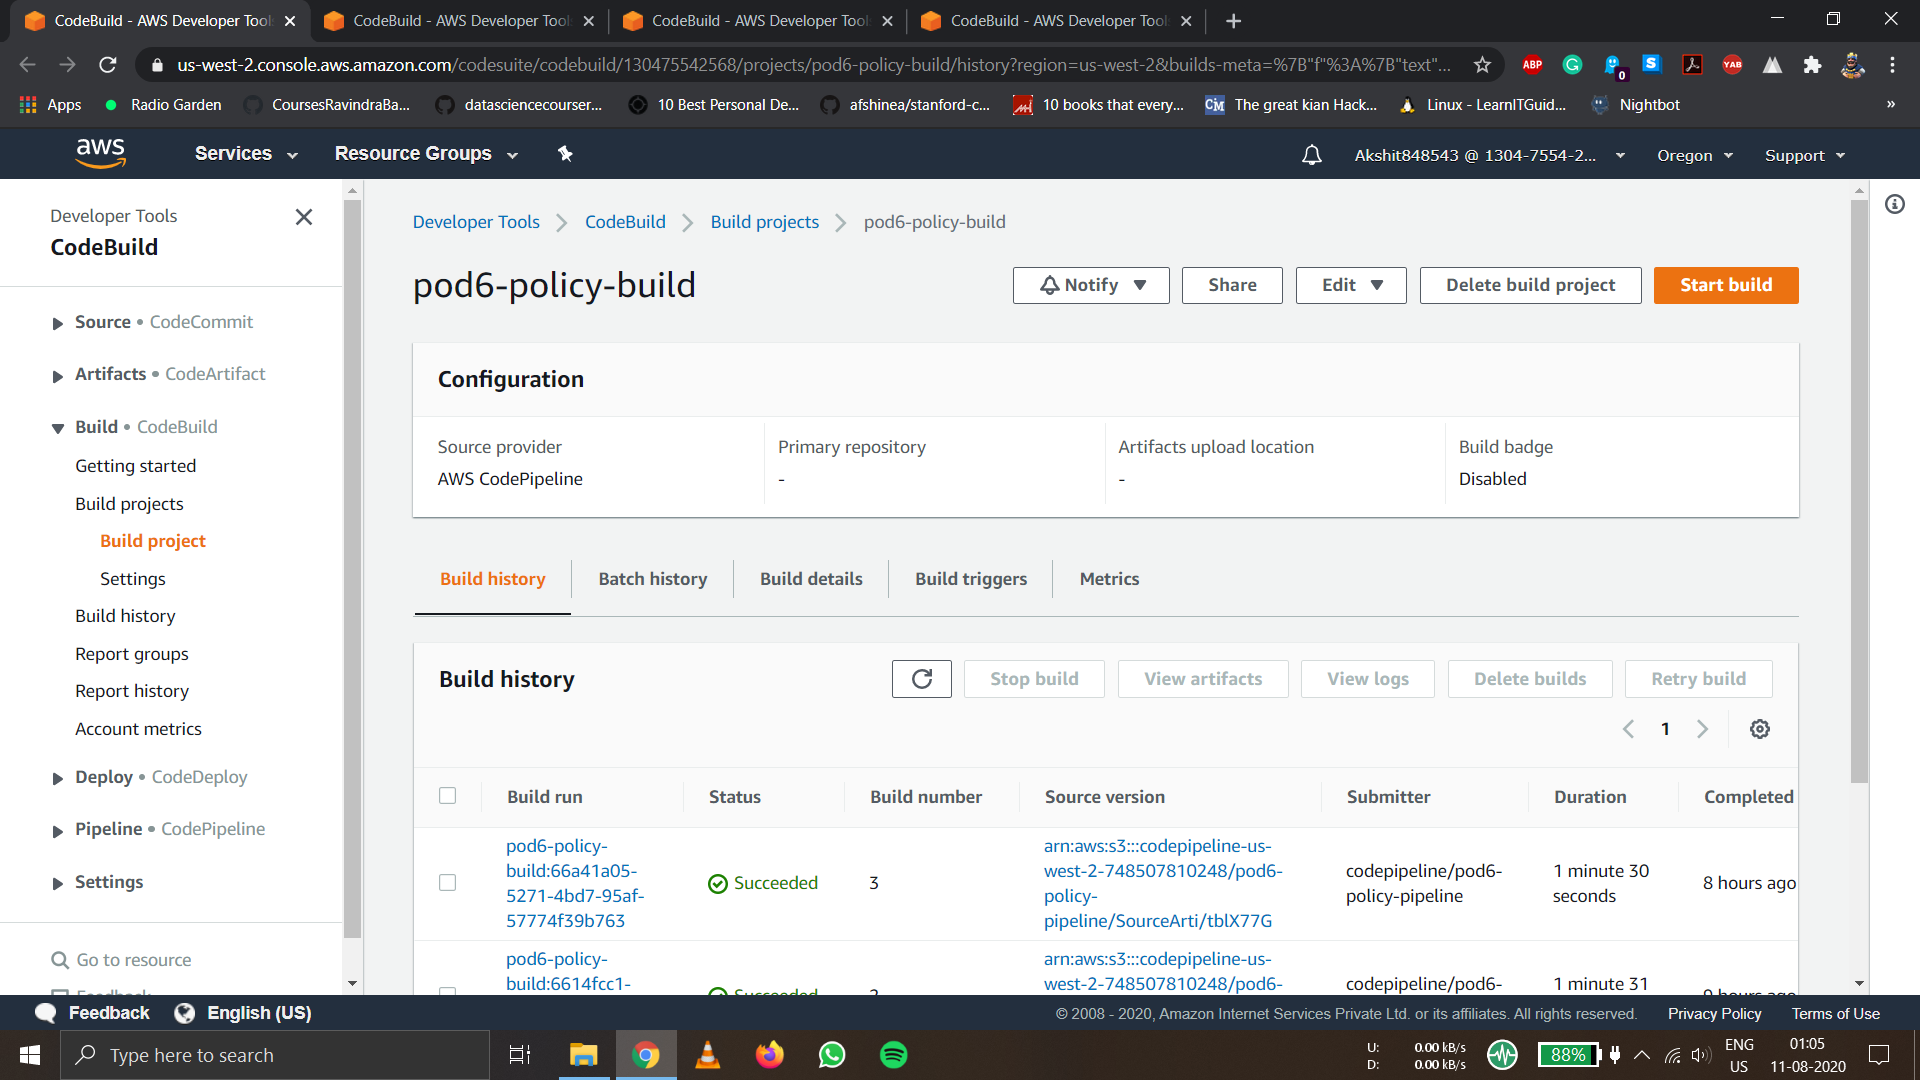 CodeBuild - AWS Developer Tools
CodeBuild - AWS Developer Tool
CodeBuild - AWS Developer Tool
CodeBuild - AWS Developer Tool
us-west-2.console.aws.amazon.com/codesuite/codebuild/130475542568/projects/pod6-policy-build/history?region=us-west-2&builds-meta=%7B"f"%3A%7B"text"...
ABP
0
S
YAB
Apps
Radio Garden
CoursesRavindraBa...
datasciencecourser...
10 Best Personal De...
afshinea/stanford-c...
10 books that every...
CM
The great kian Hack...
Linux - LearnITGuid...
Nightbot
»
aws
Services
Resource Groups
Akshit848543 @ 1304-7554-2...
Oregon
Support
Developer Tools
CodeBuild
Source • CodeCommit
Artifacts • CodeArtifact
Build • CodeBuild
Getting started
Build projects
Build project
Settings
Build history
Report groups
Report history
Account metrics
Deploy • CodeDeploy
Pipeline • CodePipeline
Settings
Go to resource
Feedback
Developer Tools
CodeBuild
Build projects
pod6-policy-build
pod6-policy-build
Notify
Share
Edit
Delete build project
Start build
Configuration
Source provider
AWS CodePipeline
Primary repository
-
Artifacts upload location
-
Build badge
Disabled
Build history
Batch history
Build details
Build triggers
Metrics
Build history
Stop build
View artifacts
View logs
Delete builds
Retry build
1
Build run
Status
Build number
Source version
Submitter
Duration
Completed
pod6-policy-
build:66a41a05-
5271-4bd7-95af-
57774f39b763
Succeeded
3
arn:aws:s3:::codepipeline-us-
west-2-748507810248/pod6-
policy-
pipeline/SourceArti/tblX77G
codepipeline/pod6-
policy-pipeline
1 minute 30
seconds
8 hours ago
pod6-policy-
build:6614fcc1-
Succeeded
2
arn:aws:s3:::codepipeline-us-
west-2-748507810248/pod6-
codepipeline/pod6-
1 minute 31
9 hours ago
Feedback
English (US)
© 2008 - 2020, Amazon Internet Services Private Ltd. or its affiliates. All rights reserved.
Privacy Policy
Terms of Use
Type here to search
U: 0.00 kB/s
D: 0.00 kB/s
88%
ENG
US
01:05
11-08-2020